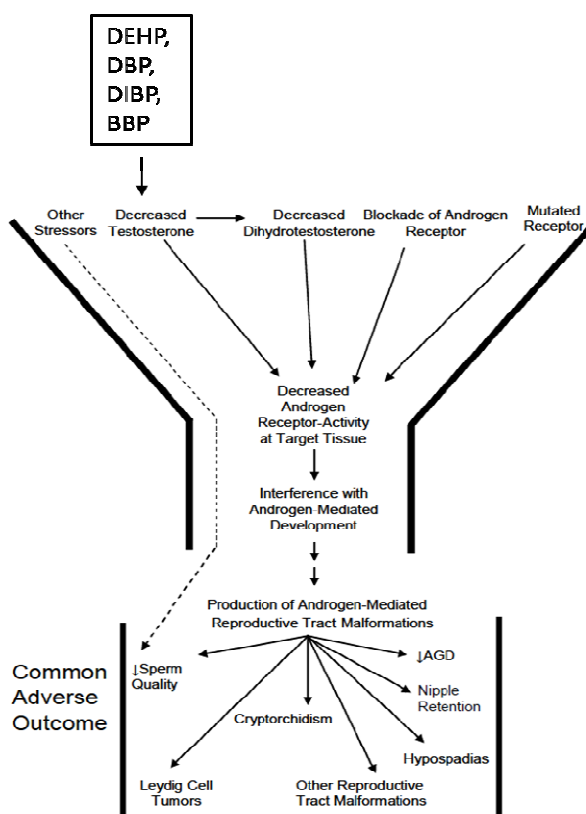 DEHP,
DBP,
DIBP,
BBP
Other
Stressors
Decreased
Testosterone
Decreased
Dihydrotestosterone
Blockade of Androgen
Receptor
Mutated
Receptor
Decreased
Androgen
Receptor-Activity
at Target Tissue
Interference with
Androgen-Mediated
Development
Production of Androgen-Mediated
Reproductive Tract Malformations
Common
Adverse
Outcome
↓Sperm
Quality
↓AGD
Nipple
Retention
Cryptorchidism
Hypospadias
Leydig Cell
Tumors
Other Reproductive
Tract Malformations